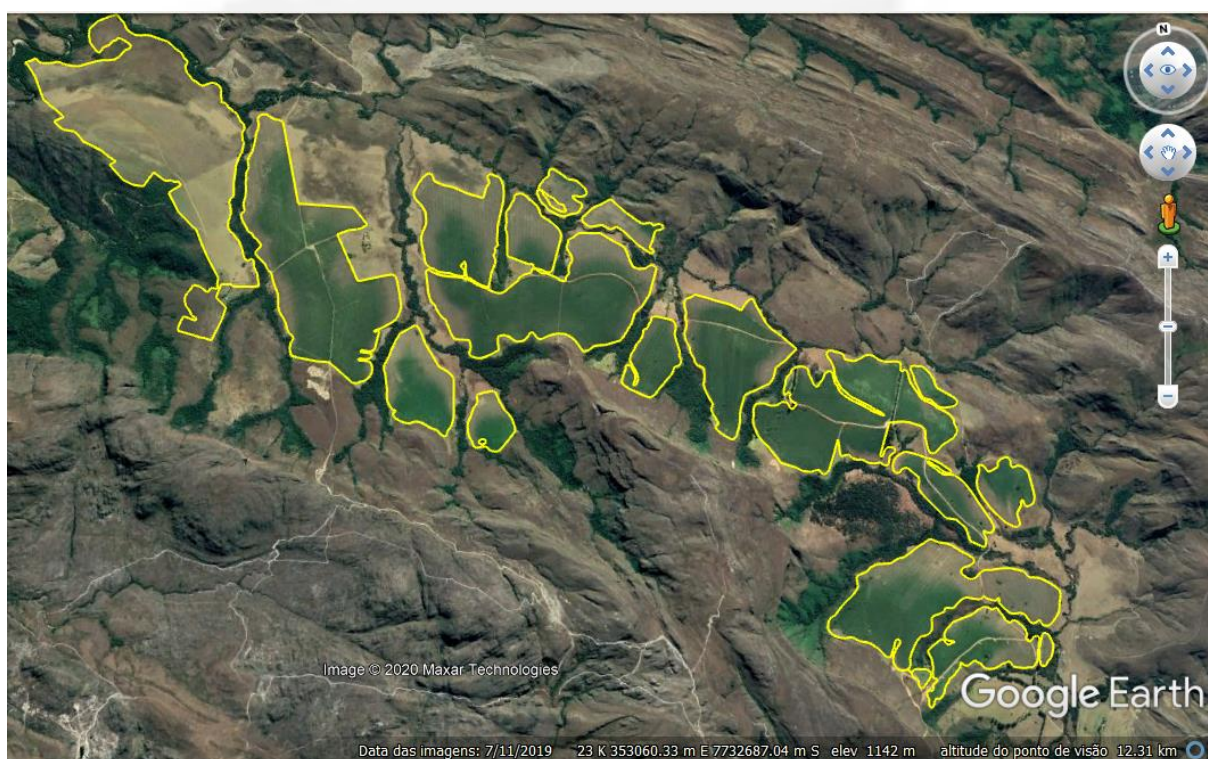 N
Image © 2020 Maxar Technologies
Google Earth
Data das imagens: 7/11/2019 23 K 353060.33 m E 7732687.04 m S elev 1142 m altitude do ponto de visão 12.31 km